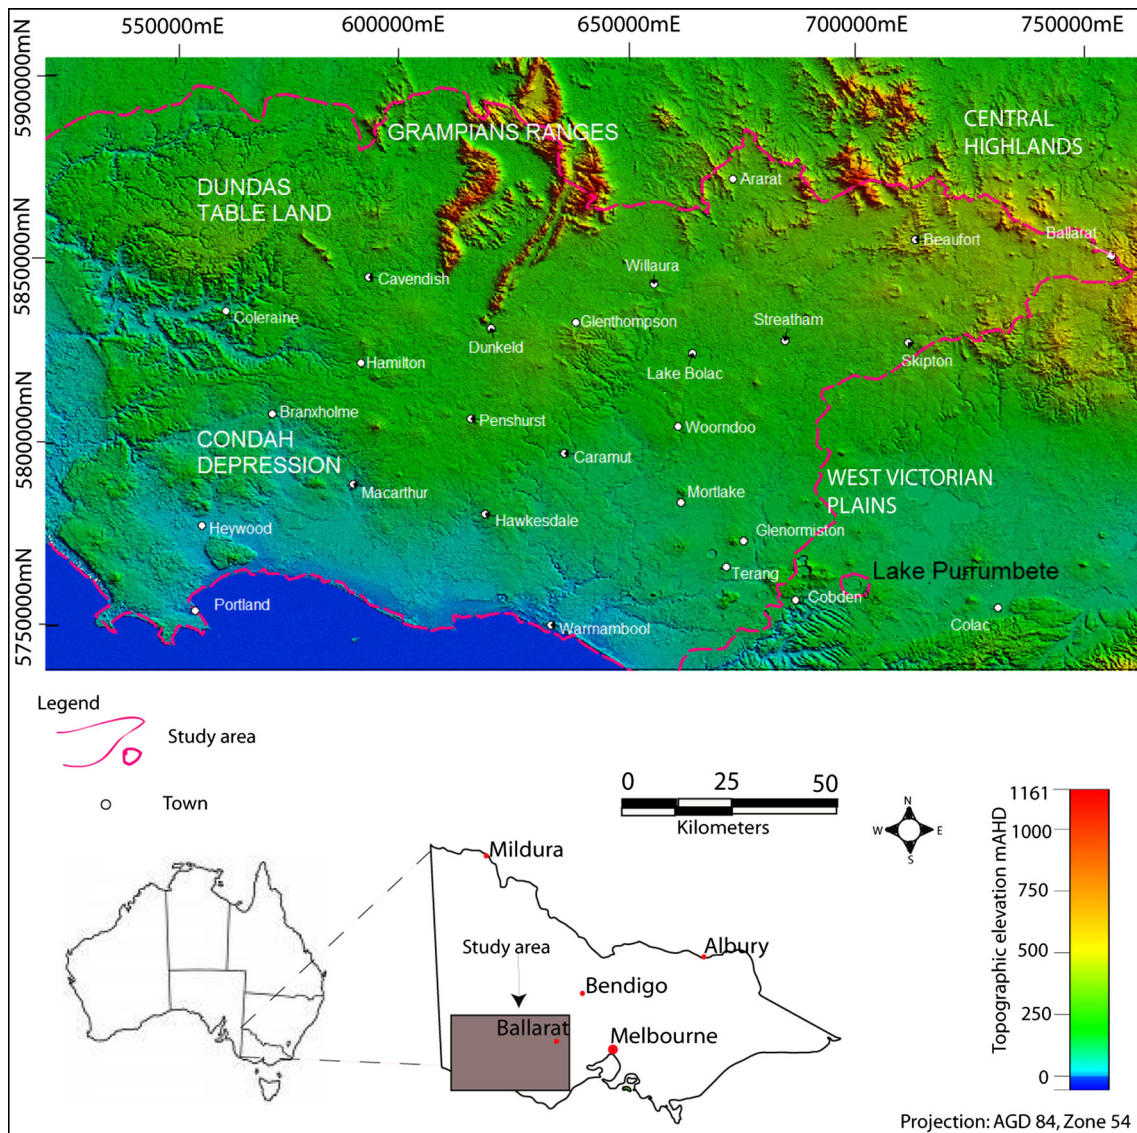 550000mE 600000mE 650000mE 700000mE 750000mE
5900000mN
5850000mN
5800000mN
5750000mN
GRAMPIANS RANGES
CENTRAL
HIGHLANDS
DUNDAS
TABLE LAND
Ararat
Beaufort
Ballarat
Willaura
Cavendish
Coleraine
Glenthompson
Streatham
Dunkeld
Skipton
Hamilton
Lake Bolac
Branxholme
Penshurst
Woorndoo
CONDAH
DEPRESSION
Caramut
WEST VICTORIAN
PLAINS
Macarthur
Mortlake
Hawkesdale
Heywood
Glenormiston
Terang
Lake Purrumbete
Cobden
Portland
Colac
Warrnambool
Legend
Study area
Town
0 25 50
Kilometers
N
W E
S
1161
1000
750
500
250
0
Topographic elevation mAHD
Mildura
Albury
Study area
Bendigo
Ballarat
Melbourne
Projection: AGD 84, Zone 54